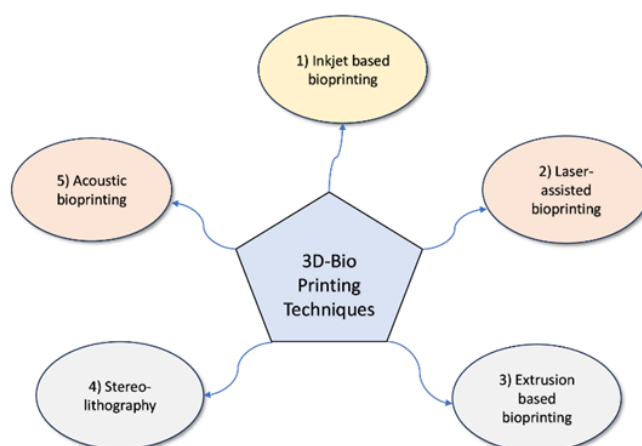 1) Inkjet based
bioprinting
2) Laser-
assisted
bioprinting
3) Extrusion
based
bioprinting
4) Stereo-
lithography
5) Acoustic
bioprinting
3D-Bio
Printing
Techniques